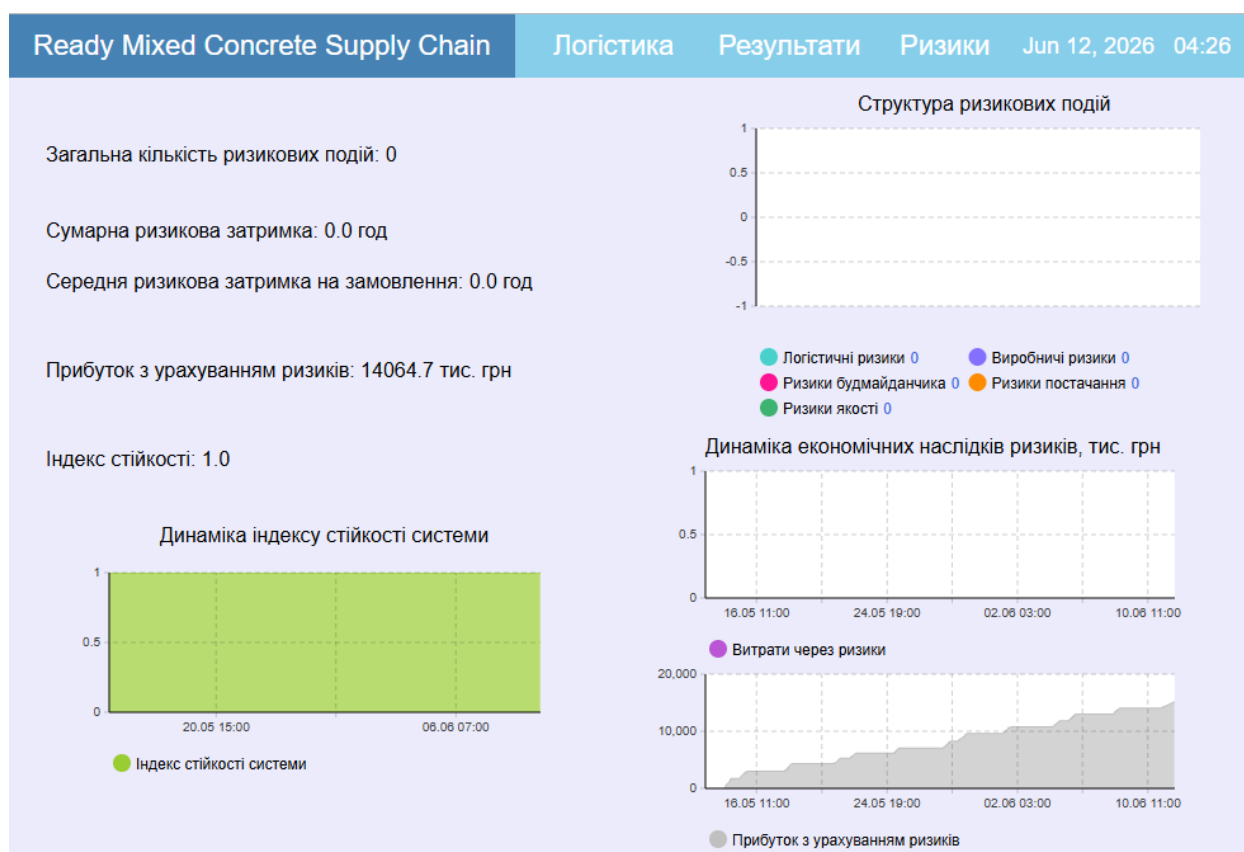 Ready Mixed Concrete Supply Chain Логістика Результати Ризики Jun 12, 2026 04:26
Загальна кількість ризикових подій: 0
Сумарна ризикова затримка: 0.0 год
Середня ризикова затримка на замовлення: 0.0 год
Прибуток з урахуванням ризиків: 14064.7 тис. грн
Індекс стійкості: 1.0
Динаміка індексу стійкості системи
1
0.5
0
20.05 15:00 06.06 07:00
Індекс стійкості системи
Структура ризикових подій
1
0.5
0
-0.5
-1
Логістичні ризики 0 Виробничі ризики 0
Ризики будмайданчика 0 Ризики постачання 0
Ризики якості 0
Динаміка економічних наслідків ризиків, тис. грн
1
0.5
0
16.05 11:00 24.05 19:00 02.06 03:00 10.06 11:00
Витрати через ризики
20,000
10,000
0
16.05 11:00 24.05 19:00 02.06 03:00 10.06 11:00
Прибуток з урахуванням ризиків